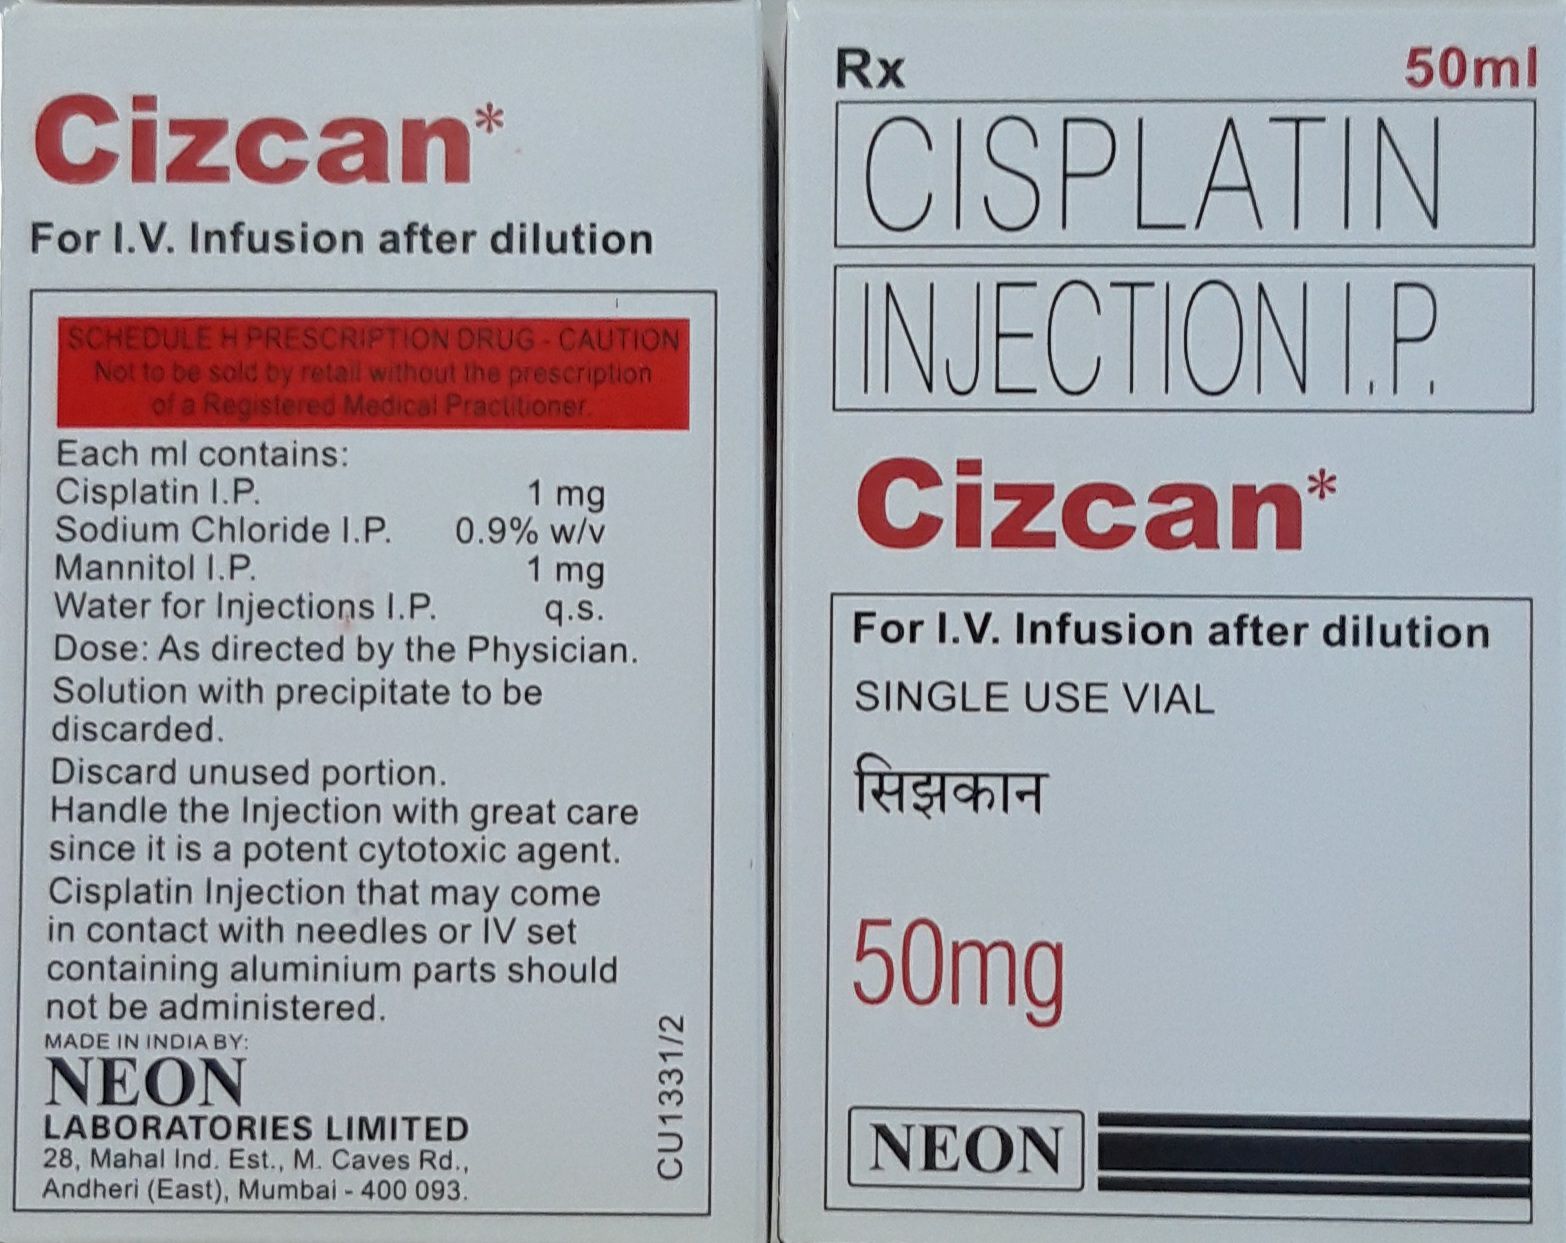 Cizcan*
For I.V. Infusion after dilution
SCHEDULE H PRESCRIPTION DRUG - CAUTION
Not to be sold by retail without the prescription
of a Registered Medical Practitioner.
Each ml contains:
Cisplatin I.P. 1 mg
Sodium Chloride I.P. 0.9% w/v
Mannitol I.P. 1 mg
Water for Injections I.P. q.s.
Dose: As directed by the Physician.
Solution with precipitate to be
discarded.
Discard unused portion.
Handle the Injection with great care
since it is a potent cytotoxic agent.
Cisplatin Injection that may come
in contact with needles or IV set
containing aluminium parts should
not be administered.
MADE IN INDIA BY:
NEON
LABORATORIES LIMITED
28, Mahal Ind. Est., M. Caves Rd.,
Andheri (East), Mumbai - 400 093.
CU1331/2
Rx 50ml
CISPLATIN
INJECTION I.P.
Cizcan*
For I.V. Infusion after dilution
SINGLE USE VIAL
सिझकान
50mg
NEON